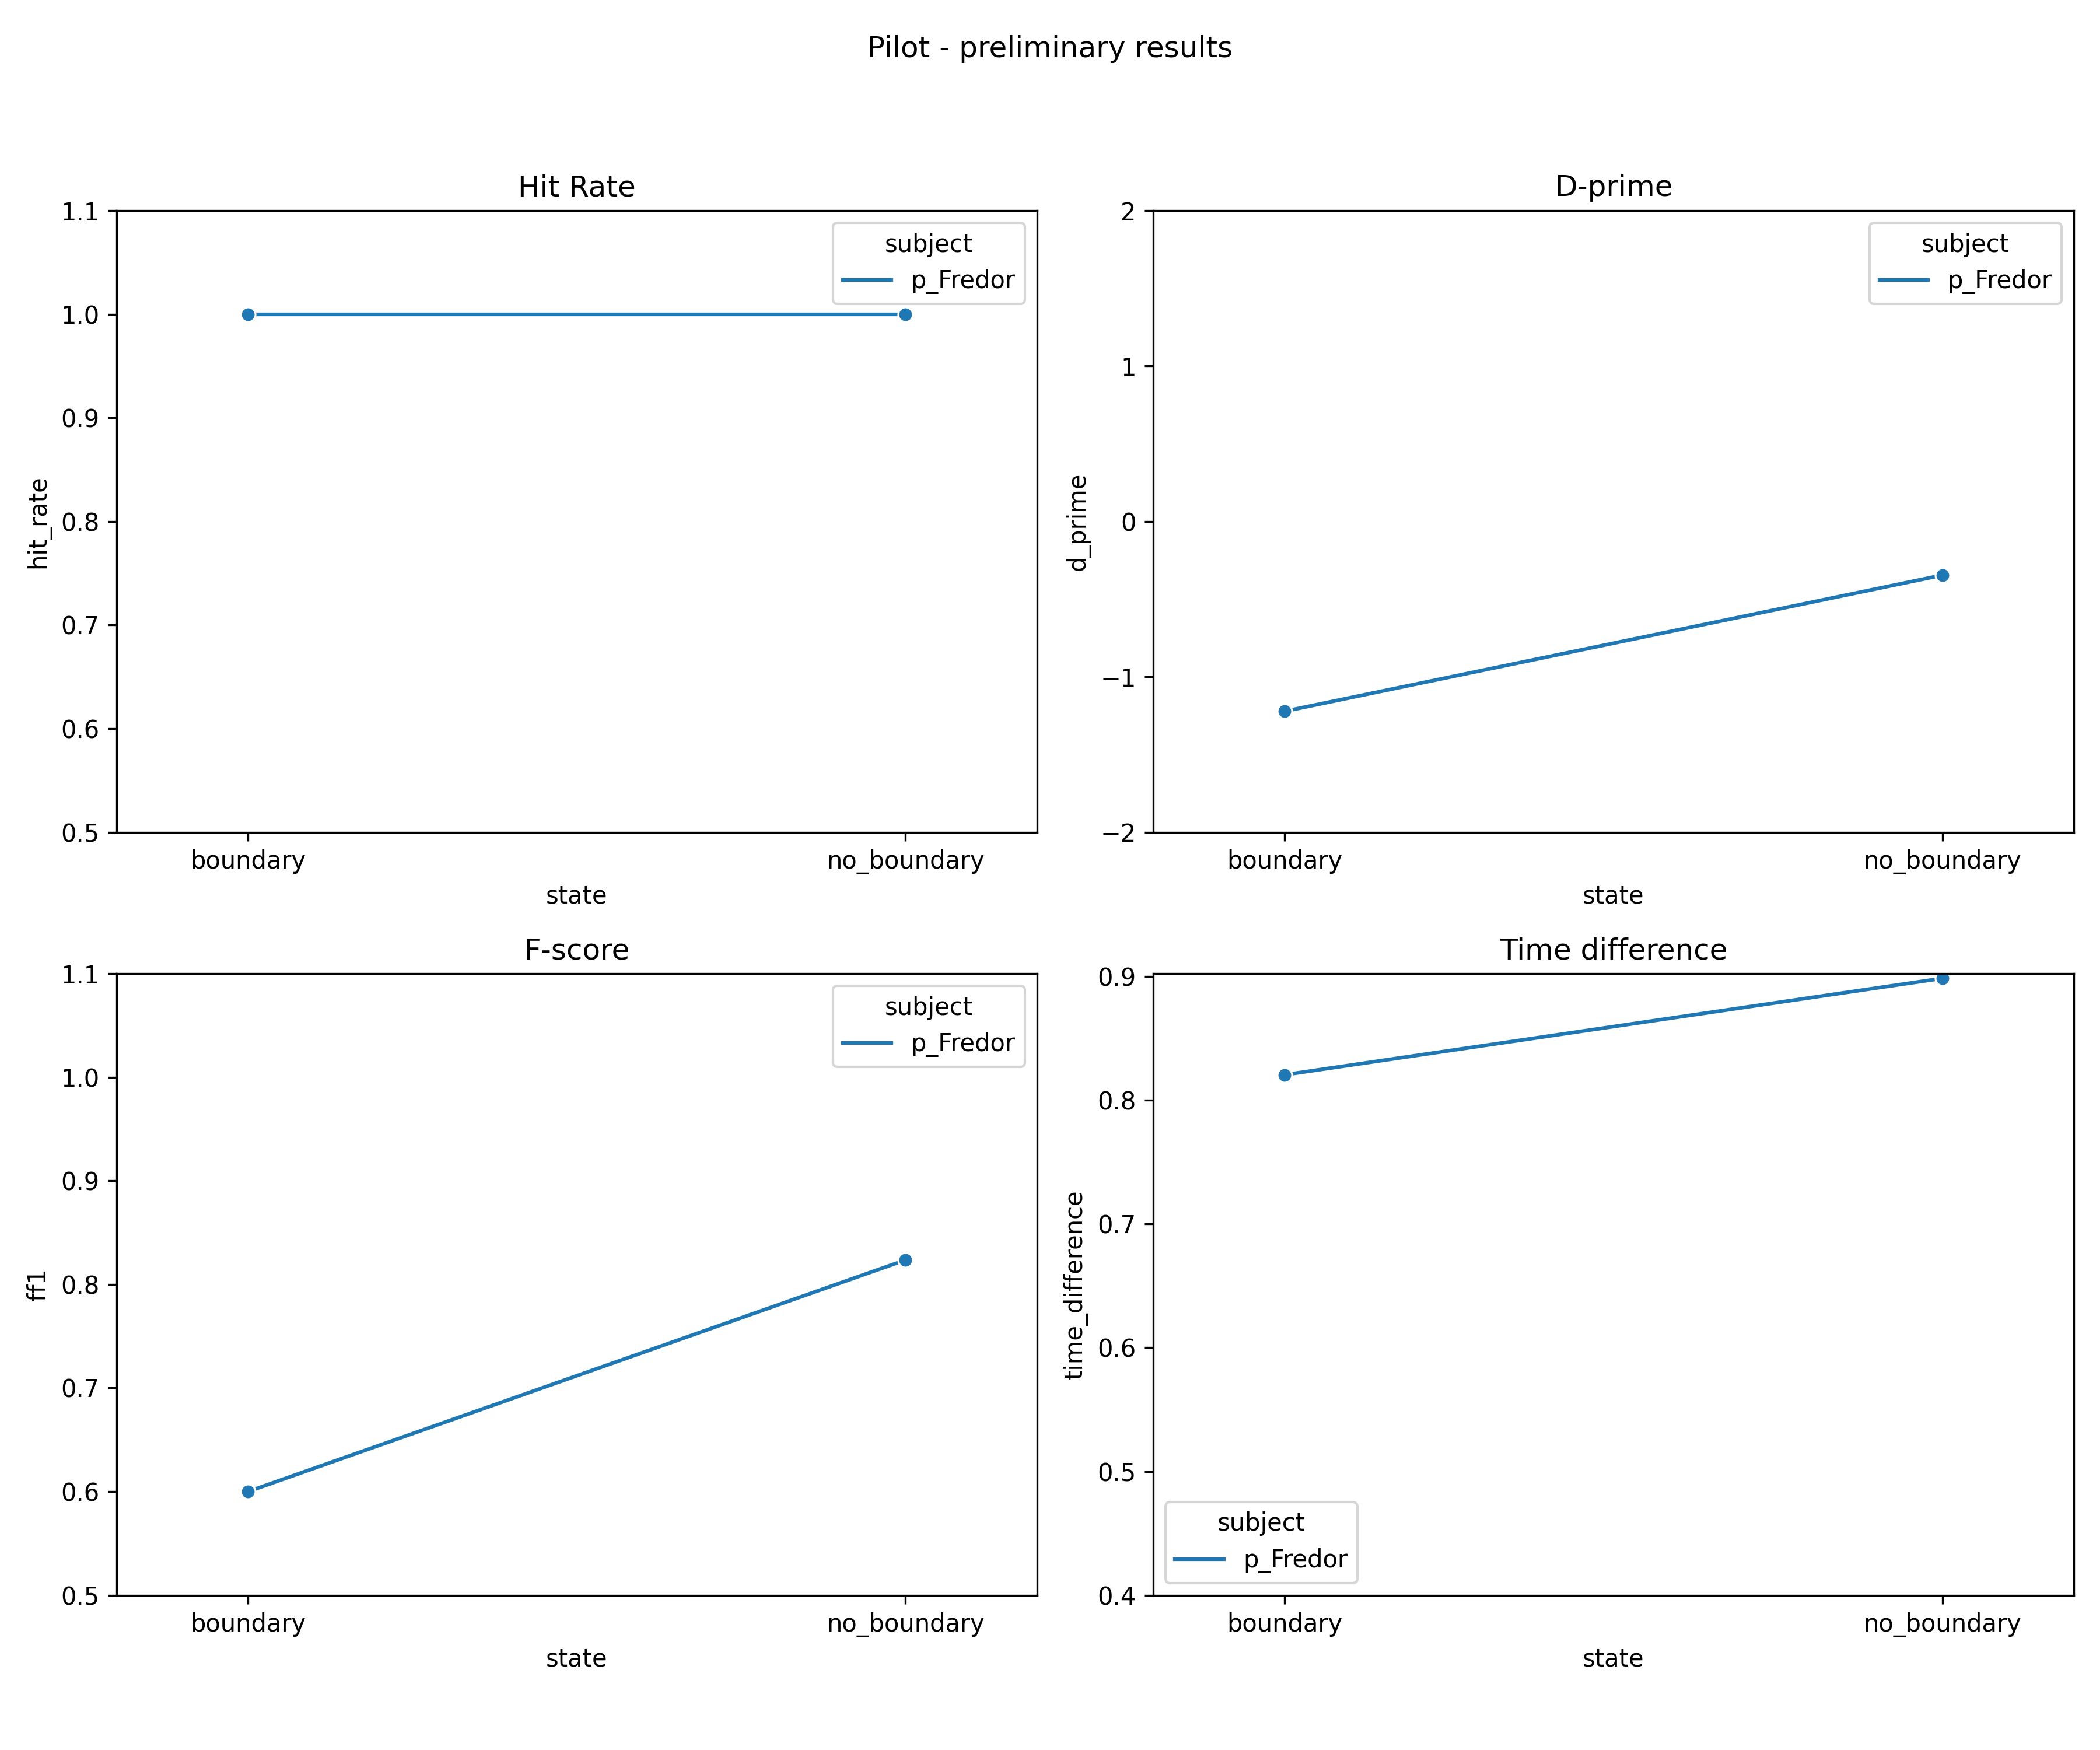 Pilot - preliminary results
Hit Rate
1.1
1.0
0.9
0.8
0.7
0.6
0.5
hit_rate
subject
p_Fredor
boundary
no_boundary
state
D-prime
2
1
0
−1
−2
d_prime
subject
p_Fredor
boundary
no_boundary
state
F-score
1.1
1.0
0.9
0.8
0.7
0.6
0.5
ff1
subject
p_Fredor
boundary
no_boundary
state
Time difference
0.9
0.8
0.7
0.6
0.5
0.4
time_difference
subject
p_Fredor
boundary
no_boundary
state